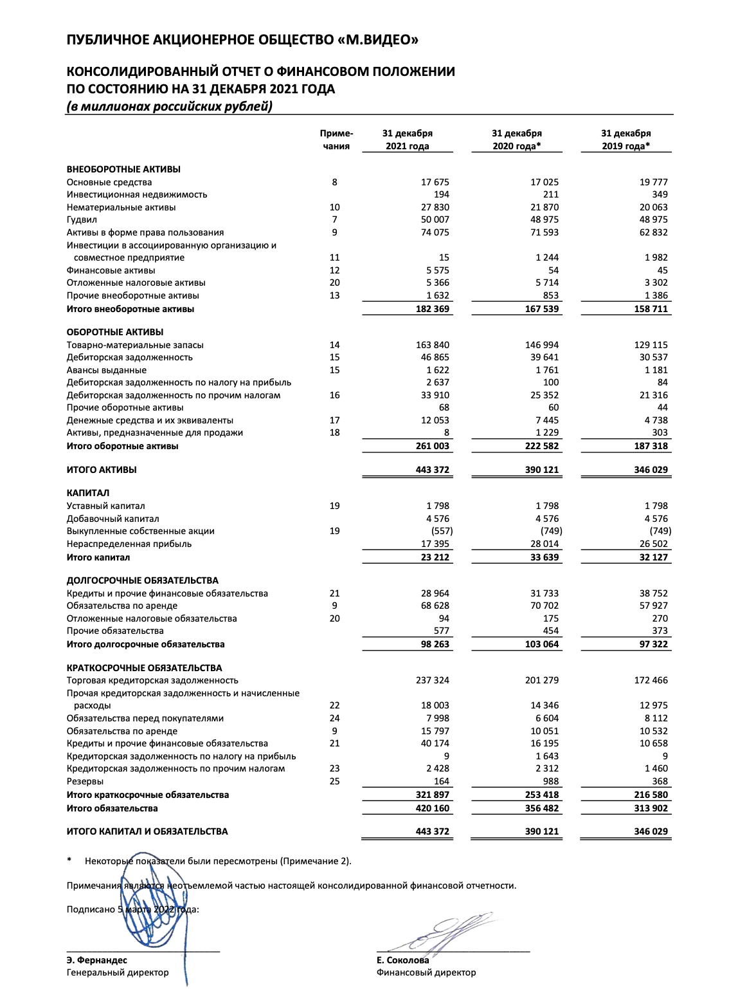 ПУБЛИЧНОЕ АКЦИОНЕРНОЕ ОБЩЕСТВО «М.ВИДЕО»
КОНСОЛИДИРОВАННЫЙ ОТЧЕТ О ФИНАНСОВОМ ПОЛОЖЕНИИ
ПО СОСТОЯНИЮ НА 31 ДЕКАБРЯ 2021 ГОДА
(в миллионах российских рублей)
Приме- 31 декабря 31 декабря 31 декабря
чания 2021 года 2020 года* 2019 года*
ВНЕОБОРОТНЫЕ АКТИВЫ
Основные средства 8 17 675 17 025 19 777
Инвестиционная недвижимость 194 211 349
Нематериальные активы 10 27 830 21 870 20 063
Гудвил 7 50 007 48 975 48 975
Активы в форме права пользования 9 74 075 71 593 62 832
Инвестиции в ассоциированную организацию и
совместное предприятие 11 15 1 244 1 982
Финансовые активы 12 5 575 54 45
Отложенные налоговые активы 20 5 366 5 714 3 302
Прочие внеоборотные активы 13 1 632 853 1 386
Итого внеоборотные активы 182 369 167 539 158 711
ОБОРОТНЫЕ АКТИВЫ
Товарно-материальные запасы 14 163 840 146 994 129 115
Дебиторская задолженность 15 46 865 39 641 30 537
Авансы выданные 15 1 622 1 761 1 181
Дебиторская задолженность по налогу на прибыль 2 637 100 84
Дебиторская задолженность по прочим налогам 16 33 910 25 352 21 316
Прочие оборотные активы 68 60 44
Денежные средства и их эквиваленты 17 12 053 7 445 4 738
Активы, предназначенные для продажи 18 8 1 229 303
Итого оборотные активы 261 003 222 582 187 318
ИТОГО АКТИВЫ 443 372 390 121 346 029
КАПИТАЛ
Уставный капитал 19 1 798 1 798 1 798
Добавочный капитал 4 576 4 576 4 576
Выкупленные собственные акции 19 (557) (749) (749)
Нераспределенная прибыль 17 395 28 014 26 502
Итого капитал 23 212 33 639 32 127
ДОЛГОСРОЧНЫЕ ОБЯЗАТЕЛЬСТВА
Кредиты и прочие финансовые обязательства 21 28 964 31 733 38 752
Обязательства по аренде 9 68 628 70 702 57 927
Отложенные налоговые обязательства 20 94 175 270
Прочие обязательства 577 454 373
Итого долгосрочные обязательства 98 263 103 064 97 322
КРАТКОСРОЧНЫЕ ОБЯЗАТЕЛЬСТВА
Торговая кредиторская задолженность 237 324 201 279 172 466
Прочая кредиторская задолженность и начисленные
расходы 22 18 003 14 346 12 975
Обязательства перед покупателями 24 7 998 6 604 8 112
Обязательства по аренде 9 15 797 10 051 10 532
Кредиты и прочие финансовые обязательства 21 40 174 16 195 10 658
Кредиторская задолженность по налогу на прибыль 9 1 643 9
Кредиторская задолженность по прочим налогам 23 2 428 2 312 1 460
Резервы 25 164 988 368
Итого краткосрочные обязательства 321 897 253 418 216 580
Итого обязательства 420 160 356 482 313 902
ИТОГО КАПИТАЛ И ОБЯЗАТЕЛЬСТВА 443 372 390 121 346 029
* Некоторые показатели были пересмотрены (Примечание 2).
Примечания являются неотъемлемой частью настоящей консолидированной финансовой отчетности.
Подписано 5 марта 2022 года:
Э. Фернандес Е. Соколова
Генеральный директор Финансовый директор